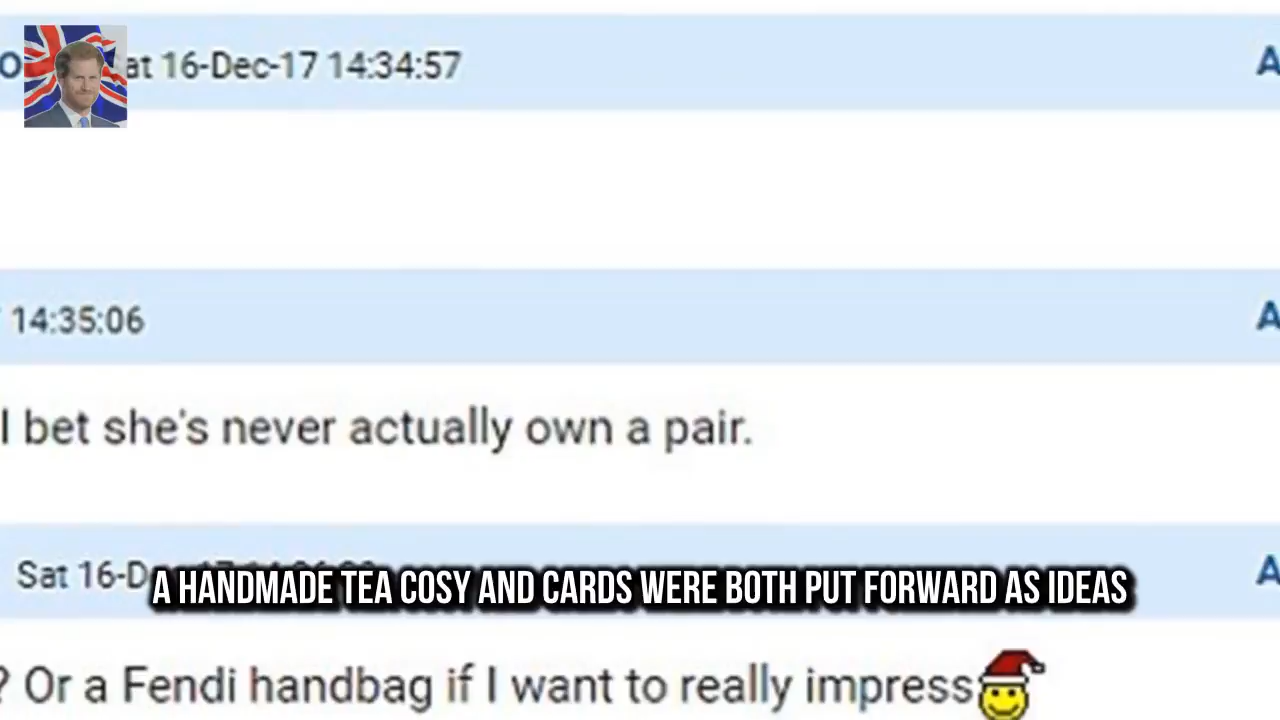 at 16-Dec-17 14:34:57
A
14:35:06
A
I bet she's never actually own a pair.
Sat 16-D
A
A HANDMADE TEA COSY AND CARDS WERE BOTH PUT FORWARD AS IDEAS
? Or a Fendi handbag if I want to really impress